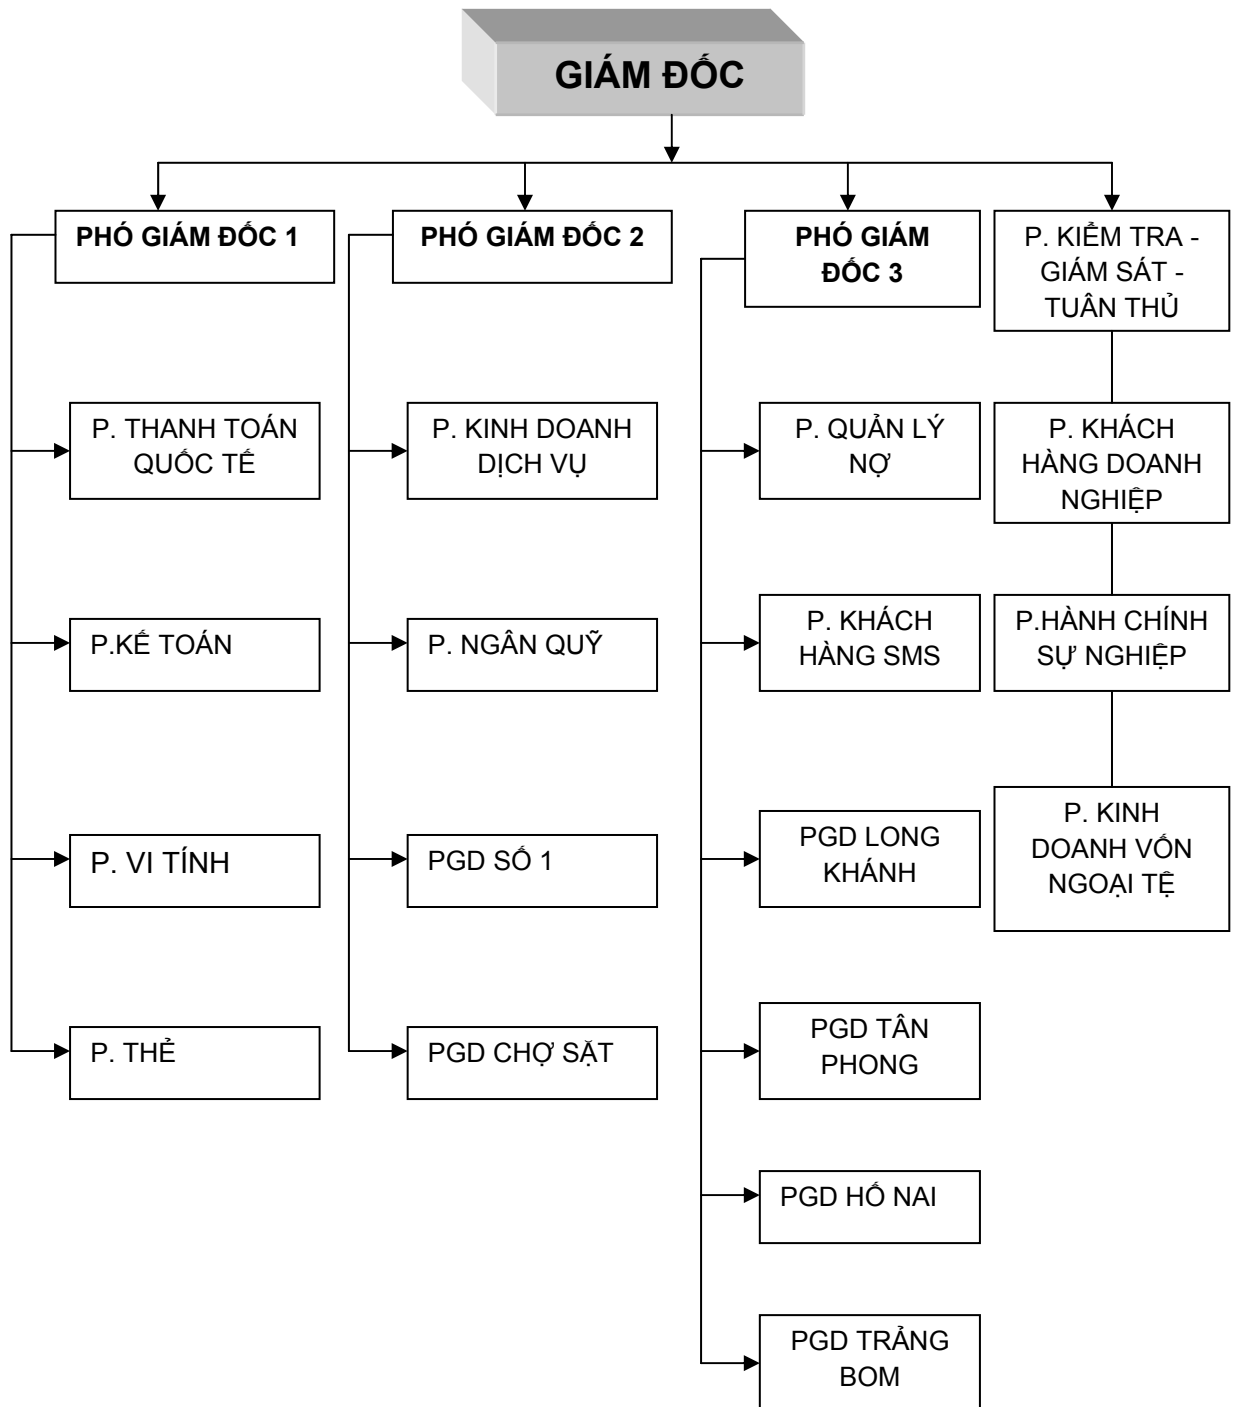 GIÁM ĐỐC
PHÓ GIÁM ĐỐC 1
PHÓ GIÁM ĐỐC 2
PHÓ GIÁM
ĐỐC 3
P. KIỂM TRA -
GIÁM SÁT -
TUÂN THỦ
P. THANH TOÁN
QUỐC TẾ
P. KINH DOANH
DỊCH VỤ
P. QUẢN LÝ
NỢ
P. KHÁCH
HÀNG DOANH
NGHIỆP
P.KẾ TOÁN
P. NGÂN QUỸ
P. KHÁCH
HÀNG SMS
P.HÀNH CHÍNH
SỰ NGHIỆP
P. VI TÍNH
PGD SỐ 1
PGD LONG
KHÁNH
P. KINH
DOANH VỐN
NGOẠI TỆ
P. THẺ
PGD CHỢ SẶT
PGD TÂN
PHONG
PGD HỐ NAI
PGD TRẢNG
BOM